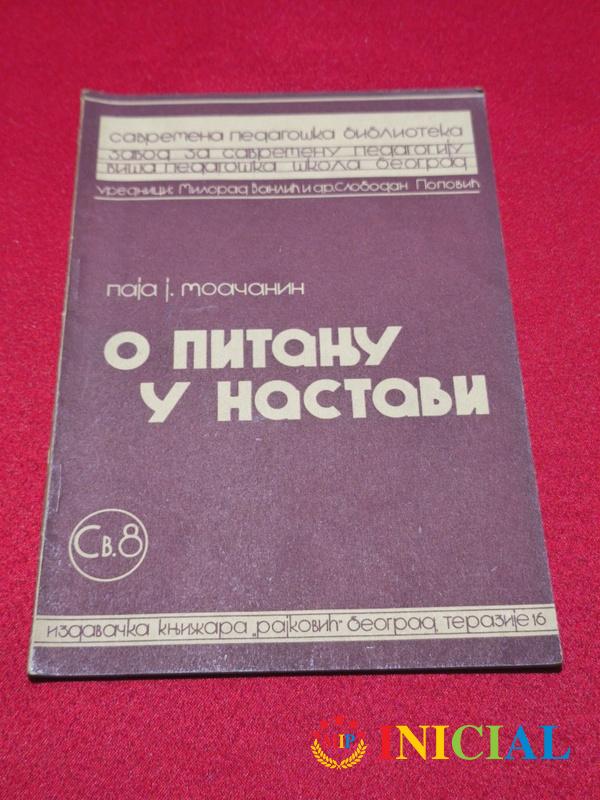 савремена педагошка библиотека
завод за савремену педагогију
виша педагошка школа београд
уредници: Милорад Ванлић и др. Слободан Поповић
паја ј. моачанин
о питању
у настави
Св. 8
издавачка књижара „рајковић“ београд, теразије 16
VIP INICIAL